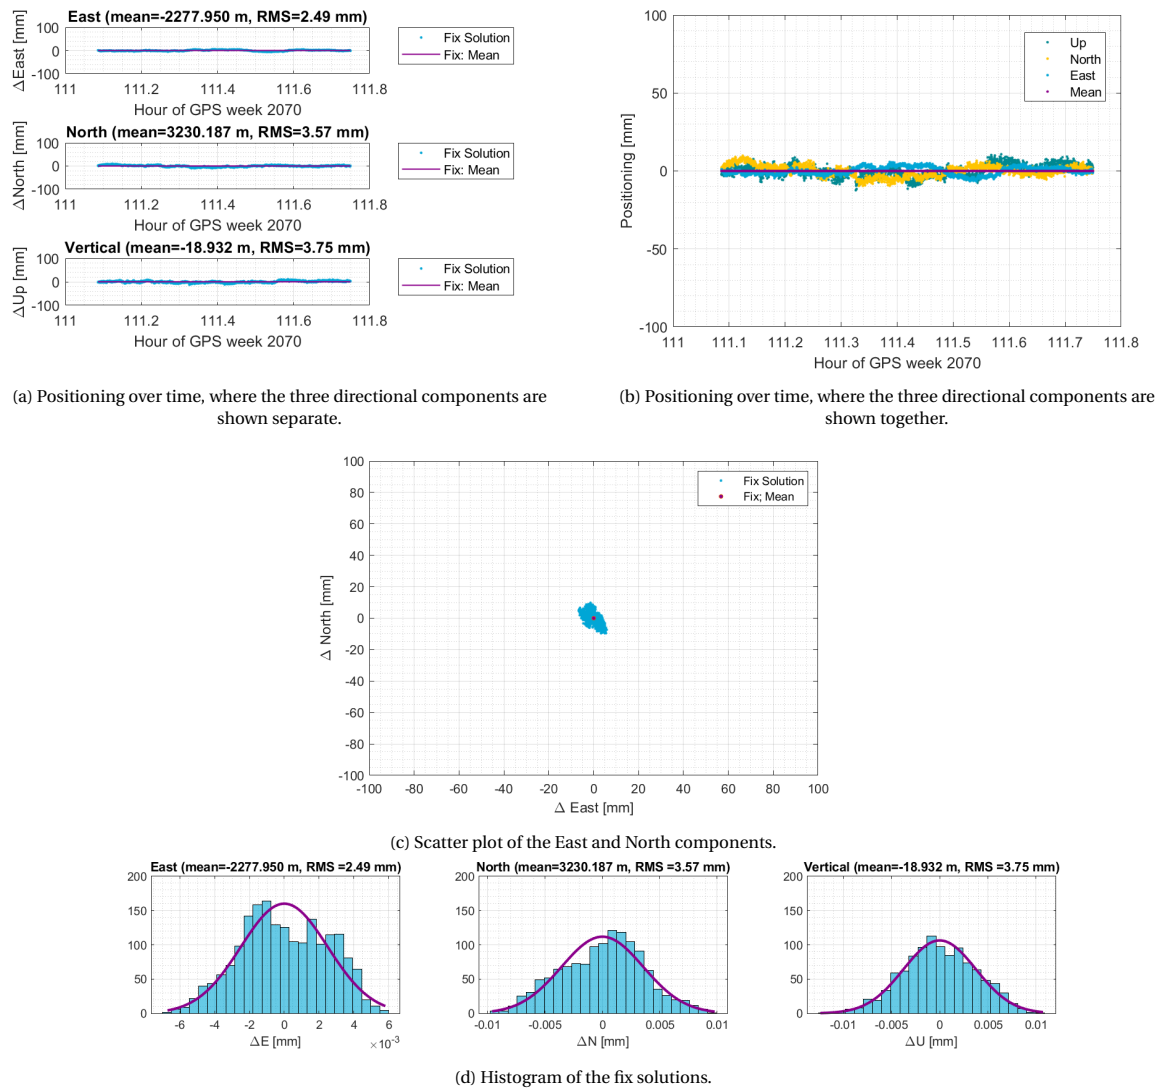 East (mean=-2277.950 m, RMS=2.49 mm)
ΔEast [mm]
100
0
-100
111 111.2 111.4 111.6 111.8
Hour of GPS week 2070
Fix Solution
Fix: Mean
North (mean=3230.187 m, RMS=3.57 mm)
ΔNorth [mm]
100
0
-100
111 111.2 111.4 111.6 111.8
Hour of GPS week 2070
Fix Solution
Fix: Mean
Vertical (mean=-18.932 m, RMS=3.75 mm)
ΔUp [mm]
100
0
-100
111 111.2 111.4 111.6 111.8
Hour of GPS week 2070
Fix Solution
Fix: Mean
(a) Positioning over time, where the three directional components are
shown separate.
Positioning [mm]
100
50
0
-50
-100
111 111.1 111.2 111.3 111.4 111.5 111.6 111.7 111.8
Hour of GPS week 2070
Up
North
East
Mean
(b) Positioning over time, where the three directional components are
shown together.
Δ North [mm]
100
80
60
40
20
0
-20
-40
-60
-80
-100
-100 -80 -60 -40 -20 0 20 40 60 80 100
Δ East [mm]
Fix Solution
Fix; Mean
(c) Scatter plot of the East and North components.
East (mean=-2277.950 m, RMS =2.49 mm)
200
150
100
50
0
-6 -4 -2 0 2 4 6
ΔE [mm]
×10⁻³
North (mean=3230.187 m, RMS =3.57 mm)
200
150
100
50
0
-0.01 -0.005 0 0.005 0.01
ΔN [mm]
Vertical (mean=-18.932 m, RMS =3.75 mm)
200
150
100
50
0
-0.01 -0.005 0 0.005 0.01
ΔU [mm]
(d) Histogram of the fix solutions.